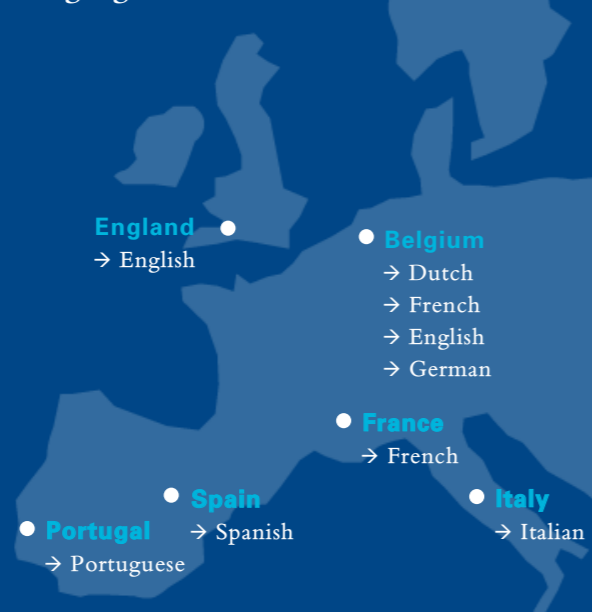 England
→ English
Belgium
→ Dutch
→ French
→ English
→ German
France
→ French
Spain
→ Spanish
Italy
→ Italian
Portugal
→ Portuguese